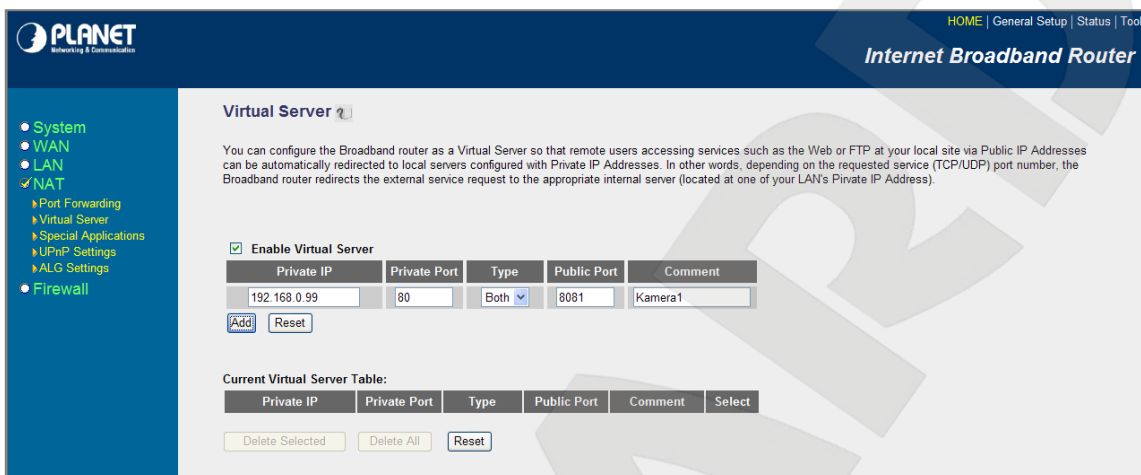 PLANET
Networking & Communication
HOME | General Setup | Status | Tool
Internet Broadband Router
System
WAN
LAN
NAT
Port Forwarding
Virtual Server
Special Applications
UPnP Settings
ALG Settings
Firewall
Virtual Server
You can configure the Broadband router as a Virtual Server so that remote users accessing services such as the Web or FTP at your local site via Public IP Addresses
can be automatically redirected to local servers configured with Private IP Addresses. In other words, depending on the requested service (TCP/UDP) port number, the
Broadband router redirects the external service request to the appropriate internal server (located at one of your LAN's Pivate IP Address).
Enable Virtual Server
Private IP Private Port Type Public Port Comment
192.168.0.99 80 Both 8081 Kamera1
Add Reset
Current Virtual Server Table:
Private IP Private Port Type Public Port Comment Select
Delete Selected Delete All Reset